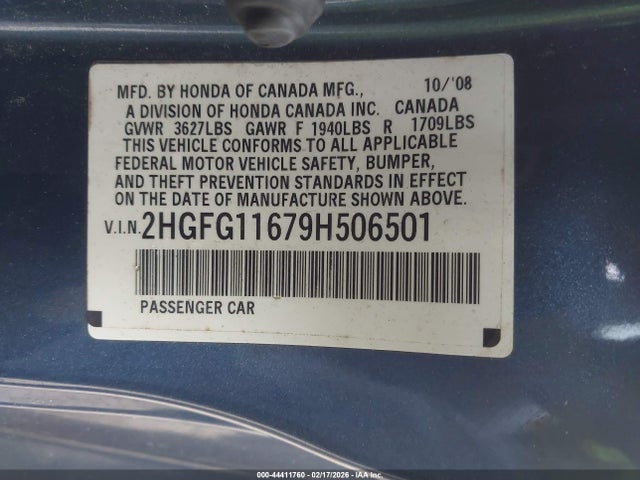 MFD. BY HONDA OF CANADA MFG., 10/'08
A DIVISION OF HONDA CANADA INC. CANADA
GVWR 3627LBS GAWR F 1940LBS R 1709LBS
THIS VEHICLE CONFORMS TO ALL APPLICABLE
FEDERAL MOTOR VEHICLE SAFETY, BUMPER,
AND THEFT PREVENTION STANDARDS IN EFFECT
ON THE DATE OF MANUFACTURE SHOWN ABOVE.
V.I.N. 2HGFG11679H506501
PASSENGER CAR
000-44411760 - 02/17/2026 - IAA Inc.